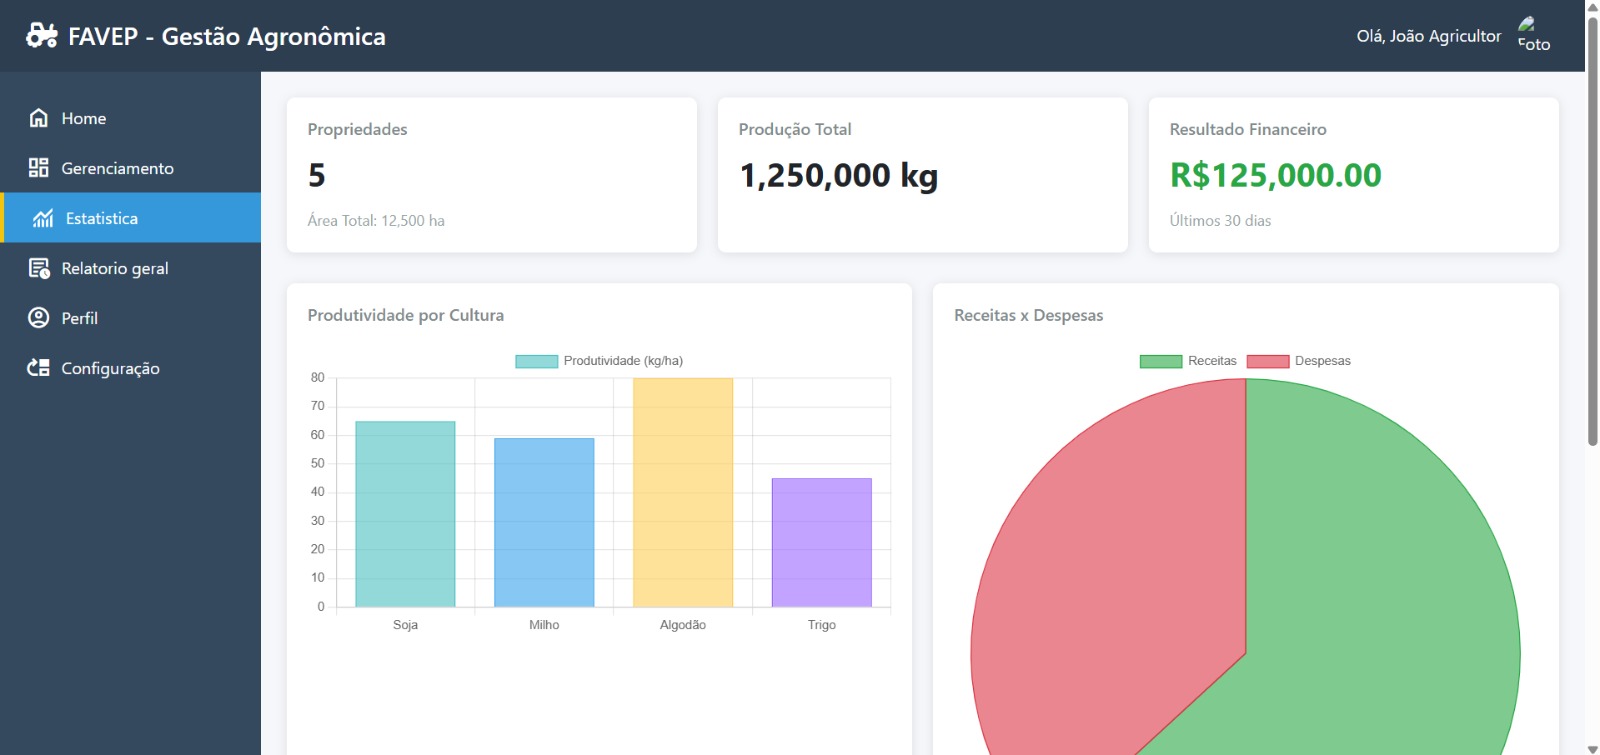 FAVEP - Gestão Agronômica
Olá, João Agricultor
Foto
Home
Gerenciamento
Estatistica
Relatorio geral
Perfil
Configuração
Propriedades
5
Área Total: 12,500 ha
Produção Total
1,250,000 kg
Resultado Financeiro
R$125,000.00
Últimos 30 dias
Produtividade por Cultura
Produtividade (kg/ha)
80
70
60
50
40
30
20
10
0
Soja Milho Algodão Trigo
Receitas x Despesas
Receitas Despesas